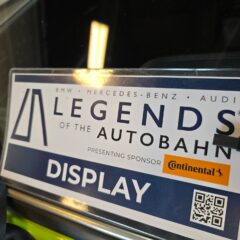 BMW • MERCEDES-BENZ • AUDI
LEGENDS
OF THE AUTOBAHN
PRESENTING SPONSOR Continental
DISPLAY